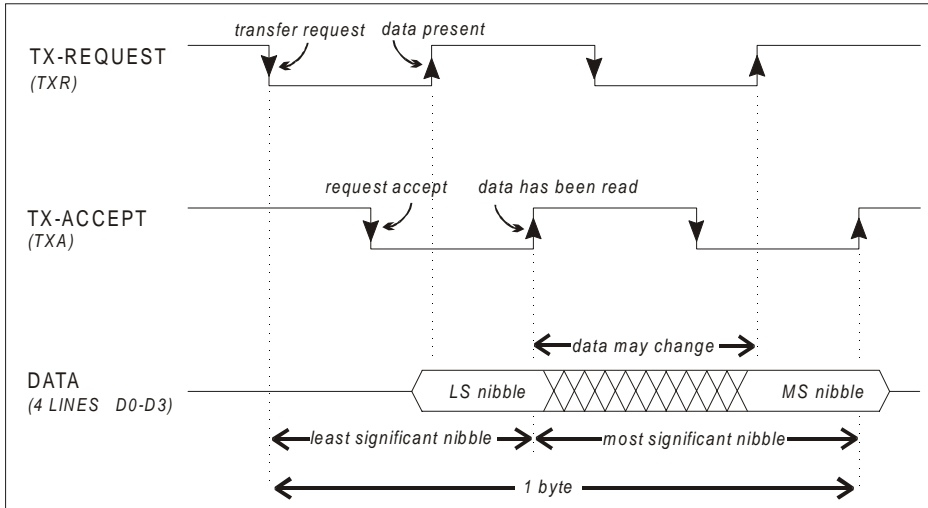 transfer request data present
TX-REQUEST
(TXR)
request accept data has been read
TX-ACCEPT
(TXA)
data may change
DATA
(4 LINES D0-D3)
LS nibble MS nibble
least significant nibble most significant nibble
1 byte